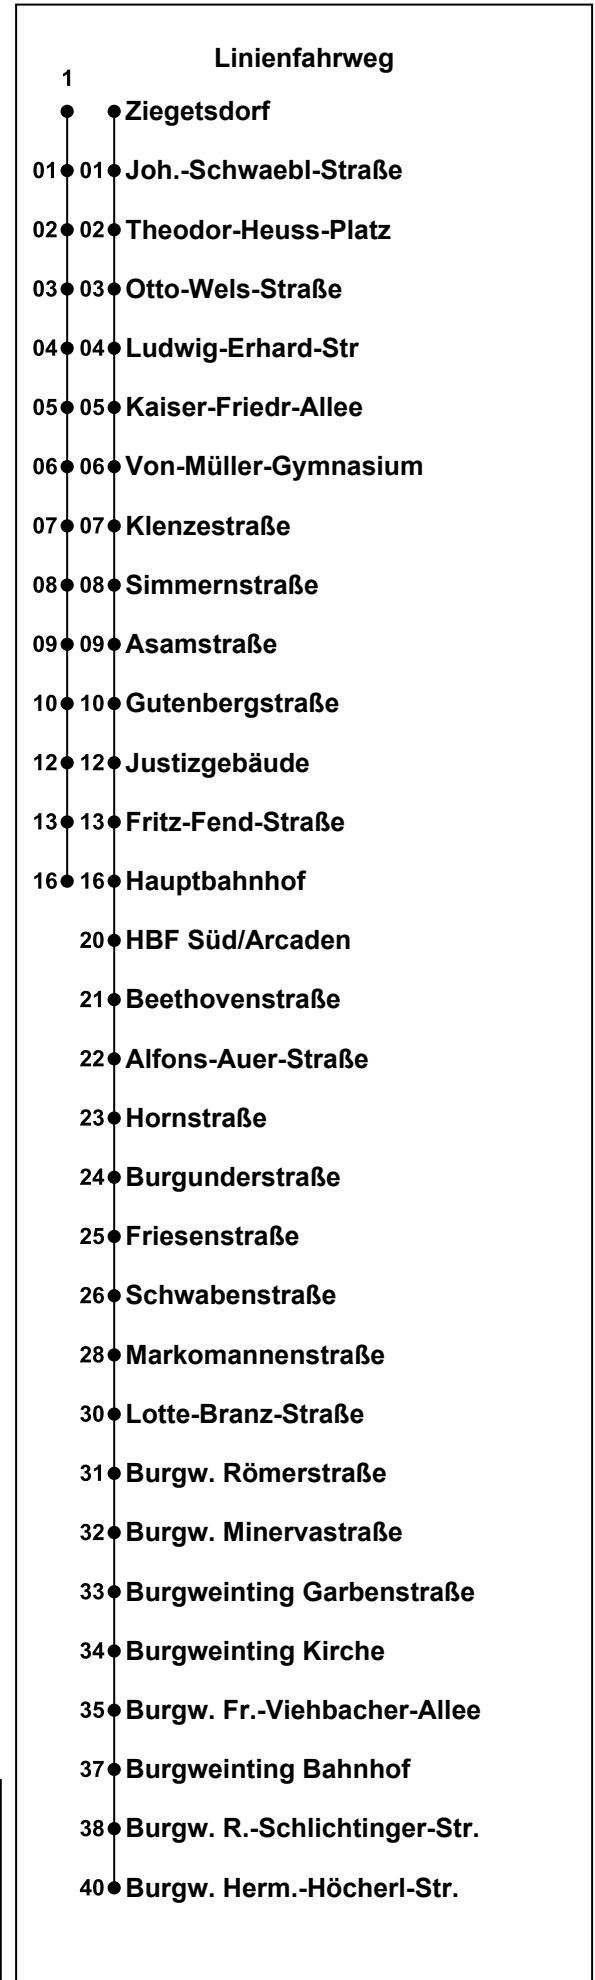 Linienfahrweg
1
Ziegetsdorf
01 01 Joh.-Schwaebl-Straße
02 02 Theodor-Heuss-Platz
03 03 Otto-Wels-Straße
04 04 Ludwig-Erhard-Str
05 05 Kaiser-Friedr-Allee
06 06 Von-Müller-Gymnasium
07 07 Klenzestraße
08 08 Simmernstraße
09 09 Asamstraße
10 10 Gutenbergstraße
12 12 Justizgebäude
13 13 Fritz-Fend-Straße
16 16 Hauptbahnhof
20 HBF Süd/Arcaden
21 Beethovenstraße
22 Alfons-Auer-Straße
23 Hornstraße
24 Burgunderstraße
25 Friesenstraße
26 Schwabenstraße
28 Markomannenstraße
30 Lotte-Branz-Straße
31 Burgw. Römerstraße
32 Burgw. Minervastraße
33 Burgweinting Garbenstraße
34 Burgweinting Kirche
35 Burgw. Fr.-Viehbacher-Allee
37 Burgweinting Bahnhof
38 Burgw. R.-Schlichtinger-Str.
40 Burgw. Herm.-Höcherl-Str.